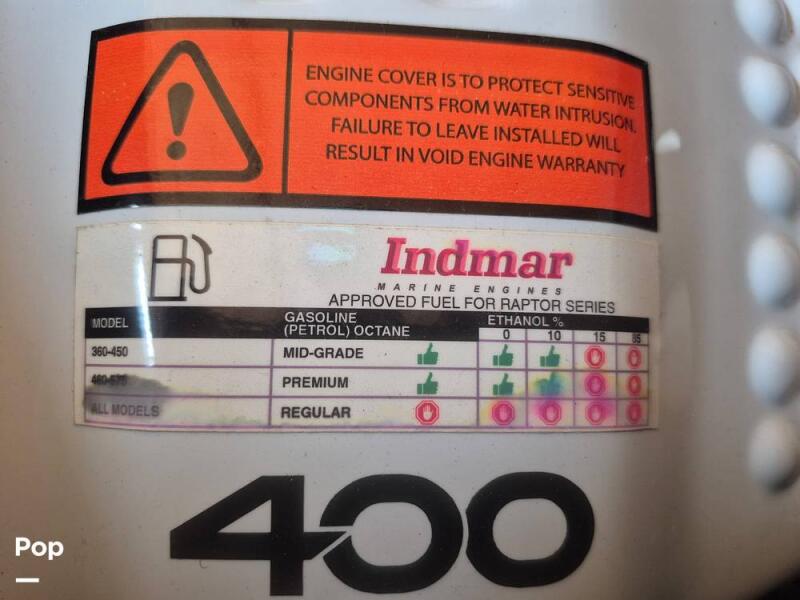 ENGINE COVER IS TO PROTECT SENSITIVE
COMPONENTS FROM WATER INTRUSION.
FAILURE TO LEAVE INSTALLED WILL
RESULT IN VOID ENGINE WARRANTY
Indmar
MARINE ENGINES
APPROVED FUEL FOR RAPTOR SERIES
MODEL GASOLINE (PETROL) OCTANE ETHANOL %
0 10 15 85
360-450 MID-GRADE
PREMIUM
ALL MODELS REGULAR
400
Pop